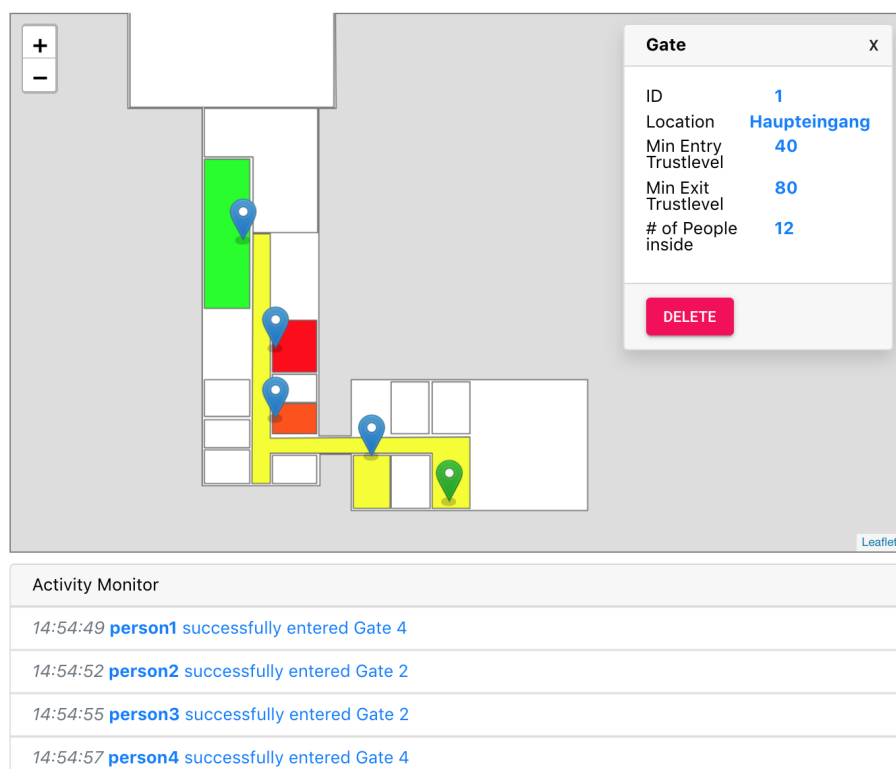 +
−
Gate X
ID 1
Location Haupteingang
Min Entry Trustlevel 40
Min Exit Trustlevel 80
# of People inside 12
DELETE
Leaflet
Activity Monitor
14:54:49 person1 successfully entered Gate 4
14:54:52 person2 successfully entered Gate 2
14:54:55 person3 successfully entered Gate 2
14:54:57 person4 successfully entered Gate 4